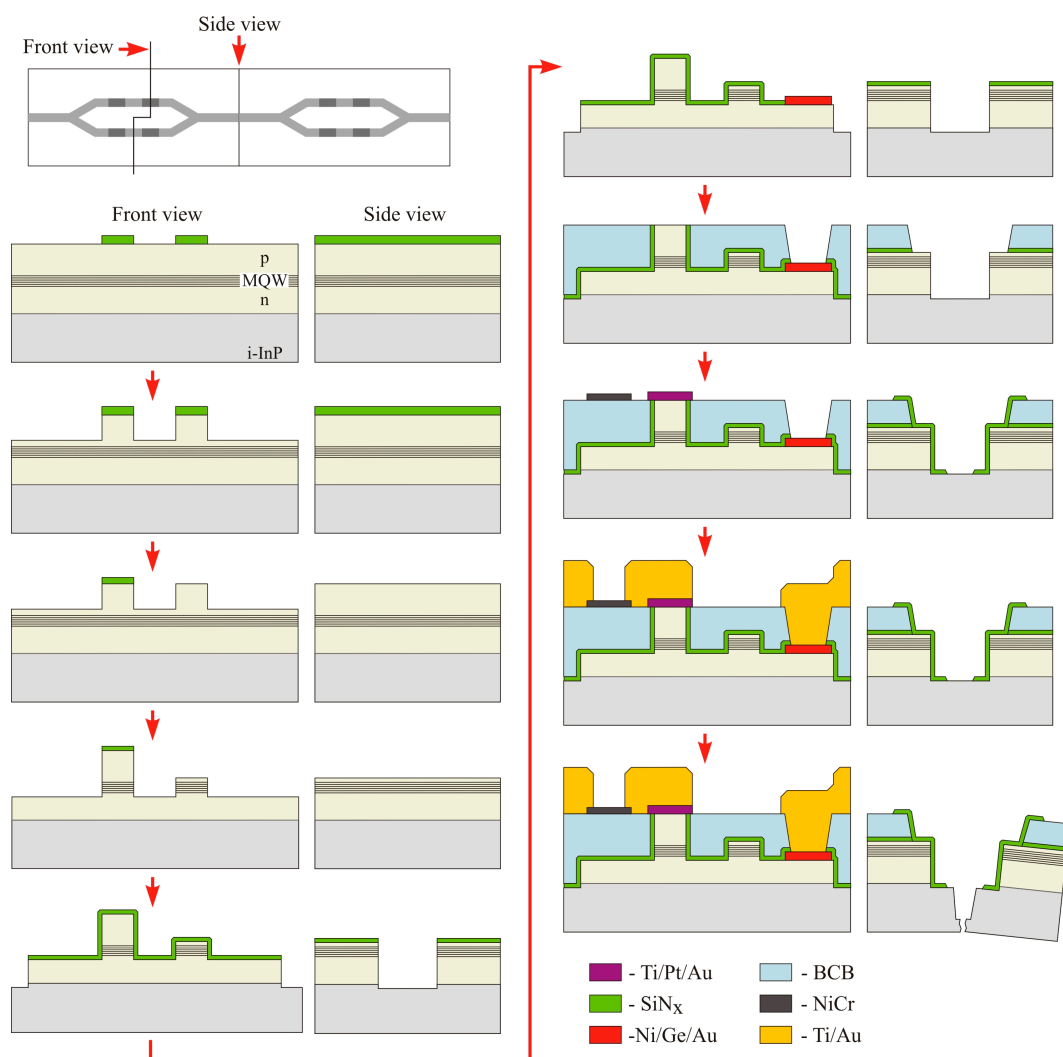 Side view
Front view
Front view
Side view
p
MQW
n
i-InP
- Ti/Pt/Au
- BCB
- SiNX
- NiCr
-Ni/Ge/Au
- Ti/Au